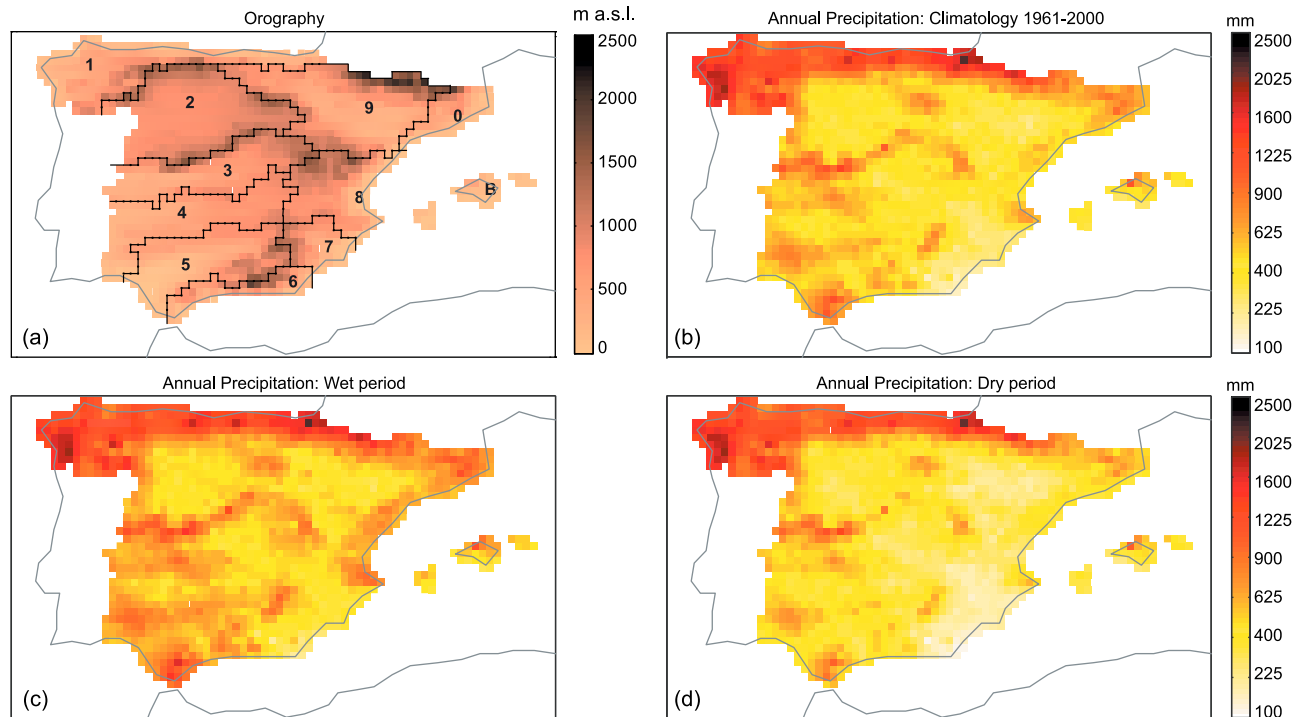 Orography
m a.s.l.
2500
2000
1500
1000
500
0
1
2
9
0
3
8
B
4
7
5
6
(a)
Annual Precipitation: Climatology 1961-2000
mm
2500
2025
1600
1225
900
625
400
225
100
(b)
Annual Precipitation: Wet period
(c)
Annual Precipitation: Dry period
mm
2500
2025
1600
1225
900
625
400
225
100
(d)